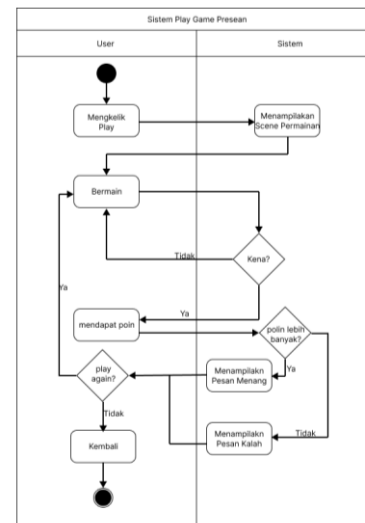 Sistem Play Game Presean
User
Sistem
Mengkelik
Play
Menampilakan
Scene Permainan
Bermain
Tidak
Kena?
Ya
Ya
mendapat poin
polin lebih
banyak?
play
again?
Menampilakn
Pesan Menang
Ya
Tidak
Menampilakn
Pesan Kalah
Tidak
Kembali